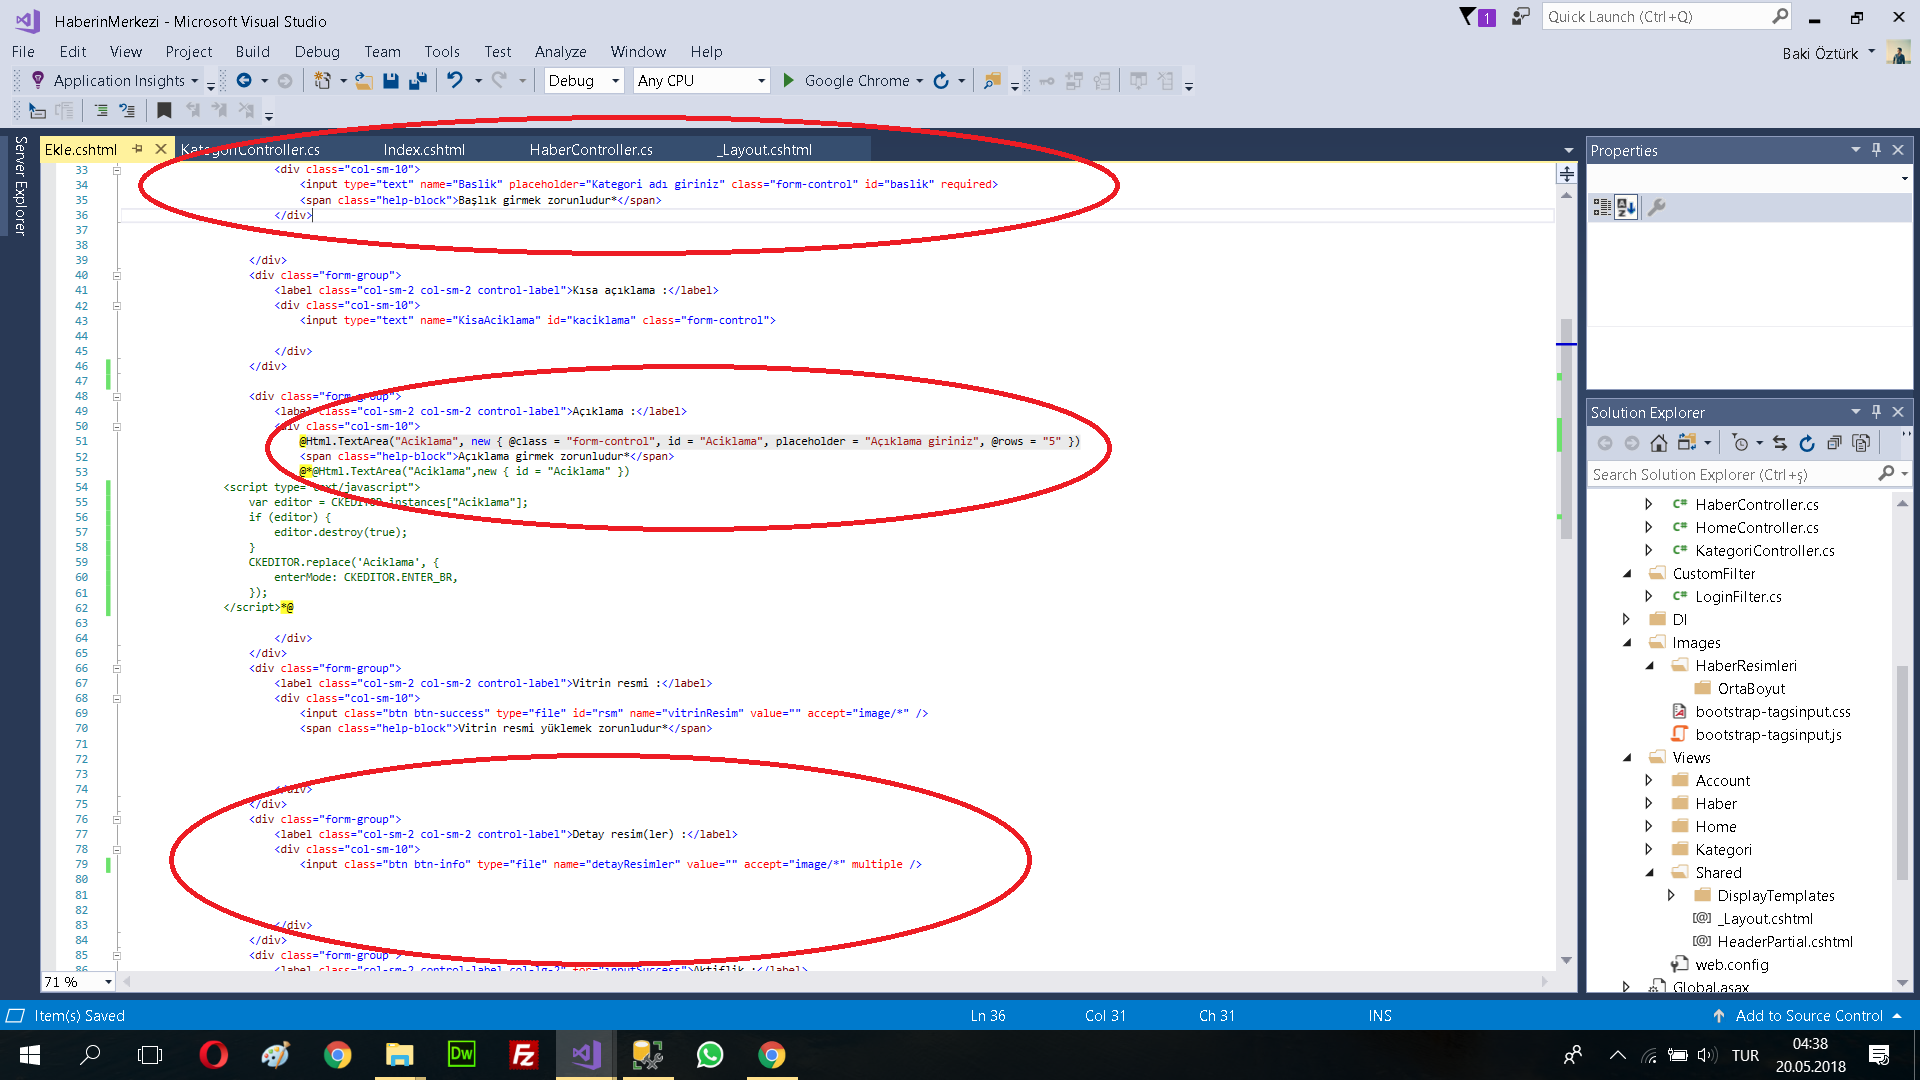 HaberinMerkezi - Microsoft Visual Studio
1
Quick Launch (Ctrl+Q)
File Edit View Project Build Debug Team Tools Test Analyze Window Help
Baki Öztürk
Application Insights Debug Any CPU Google Chrome
Server Explorer
Ekle.cshtml KategoriController.cs Index.cshtml HaberController.cs _Layout.cshtml
33 <div class="col-sm-10">
34 <input type="text" name="Baslik" placeholder="Kategori adı giriniz" class="form-control" id="baslik" required>
35 <span class="help-block">Başlık girmek zorunludur*</span>
36 </div>
37
38
39 </div>
40 <div class="form-group">
41 <label class="col-sm-2 col-sm-2 control-label">Kısa açıklama :</label>
42 <div class="col-sm-10">
43 <input type="text" name="KisaAciklama" id="kaciklama" class="form-control">
44
45 </div>
46 </div>
47
48 <div class="form-group">
49 <label class="col-sm-2 col-sm-2 control-label">Açıklama :</label>
50 <div class="col-sm-10">
51 @Html.TextArea("Aciklama", new { @class = "form-control", id = "Aciklama", placeholder = "Açıklama giriniz", @rows = "5" })
52 <span class="help-block">Açıklama girmek zorunludur*</span>
53 @*@Html.TextArea("Aciklama",new { id = "Aciklama" })
54 <script type="text/javascript">
55 var editor = CKEDITOR.instances["Aciklama"];
56 if (editor) {
57 editor.destroy(true);
58 }
59 CKEDITOR.replace('Aciklama', {
60 enterMode: CKEDITOR.ENTER_BR,
61 });
62 </script>*@
63
64 </div>
65 </div>
66 <div class="form-group">
67 <label class="col-sm-2 col-sm-2 control-label">Vitrin resmi :</label>
68 <div class="col-sm-10">
69 <input class="btn btn-success" type="file" id="rsm" name="vitrinResim" value="" accept="image/*" />
70 <span class="help-block">Vitrin resmi yüklemek zorunludur*</span>
71
72
73
74 </div>
75 </div>
76 <div class="form-group">
77 <label class="col-sm-2 col-sm-2 control-label">Detay resim(ler) :</label>
78 <div class="col-sm-10">
79 <input class="btn btn-info" type="file" name="detayResimler" value="" accept="image/*" multiple />
80
81
82
83 </div>
84 </div>
85 <div class="form-group">
86 <label class="col-sm-2 control-label col-lg-2" for="inputSuccess">Aktiflik :</label>
71 %
Properties
Solution Explorer
Search Solution Explorer (Ctrl+ş)
C# HaberController.cs
C# HomeController.cs
C# KategoriController.cs
CustomFilter
C# LoginFilter.cs
DI
Images
HaberResimleri
OrtaBoyut
bootstrap-tagsinput.css
bootstrap-tagsinput.js
Views
Account
Haber
Home
Kategori
Shared
DisplayTemplates
[@] _Layout.cshtml
[@] HeaderPartial.cshtml
web.config
Global.asax
Item(s) Saved Ln 36 Col 31 Ch 31 INS Add to Source Control
Dw
Fz
TUR
04:38
20.05.2018